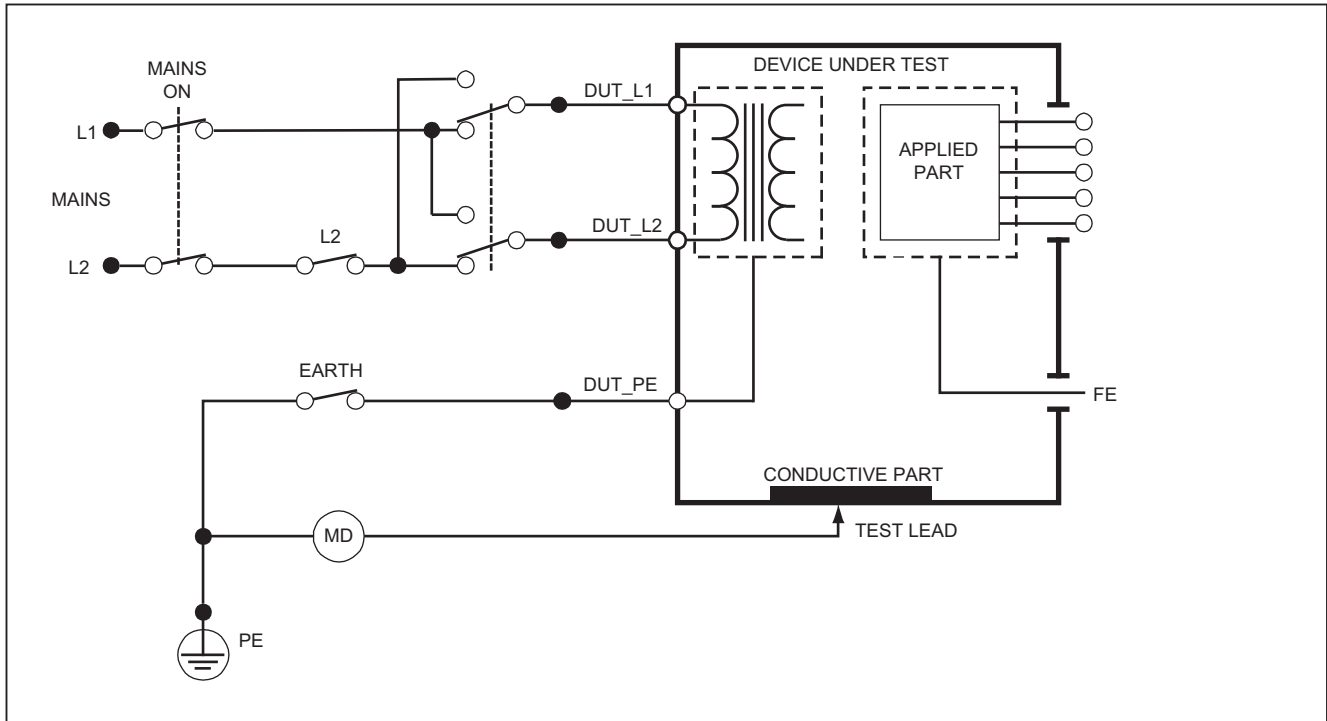 MAINS
ON
L1
MAINS
L2
L2
DUT_L1
DUT_L2
DEVICE UNDER TEST
APPLIED
PART
EARTH
DUT_PE
FE
CONDUCTIVE PART
TEST LEAD
MD
PE